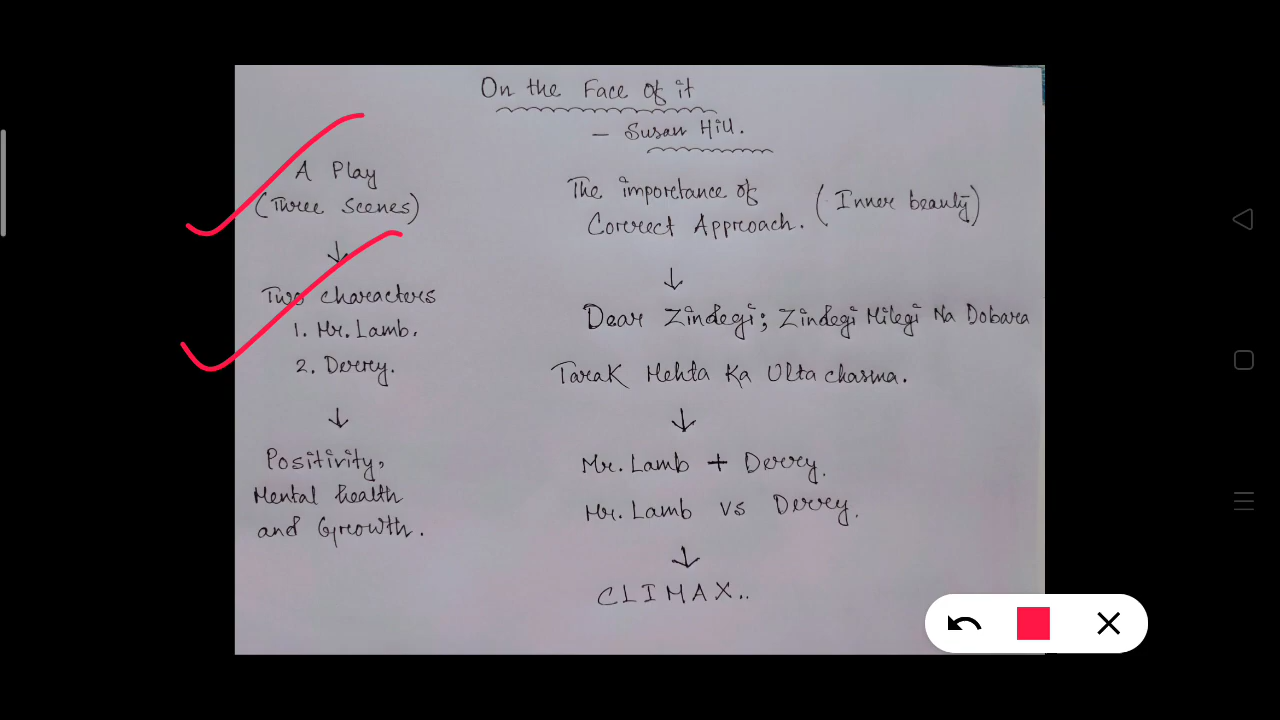 On the Face of it
- Susan Hill.
A Play
(Three Scenes)
↓
Two characters
1. Mr. Lamb.
2. Derry.
↓
Positivity,
Mental health
and Growth.
The importance of
Correct Approach. (Inner beauty)
↓
Dear Zindegi; Zindegi Milegi Na Dobara
Tarak Mehta Ka Ulta chasma.
↓
Mr. Lamb + Derry.
Mr. Lamb vs Derry.
↓
CLIMAX..